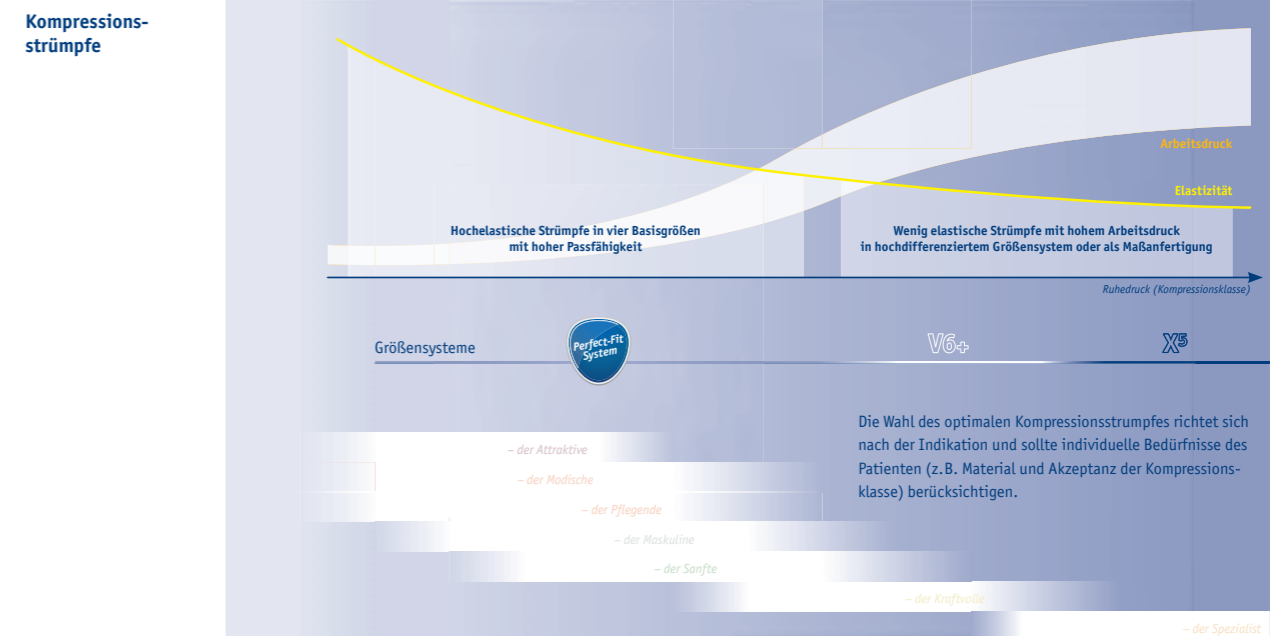 Kompressions-
strümpfe
Arbeitsdruck
Elastizität
Hochelastische Strümpfe in vier Basisgrößen
mit hoher Passfähigkeit
Wenig elastische Strümpfe mit hohem Arbeitsdruck
in hochdifferenziertem Größensystem oder als Maßanfertigung
Ruhedruck (Kompressionsklasse)
Größensysteme
Perfect-Fit
System
V6+
X5
Die Wahl des optimalen Kompressionsstrumpfes richtet sich
nach der Indikation und sollte individuelle Bedürfnisse des
Patienten (z.B. Material und Akzeptanz der Kompressions-
klasse) berücksichtigen.
– der Attraktive
– der Modische
– der Pflegende
– der Maskuline
– der Sanfte
– der Kraftvolle
– der Spezialist